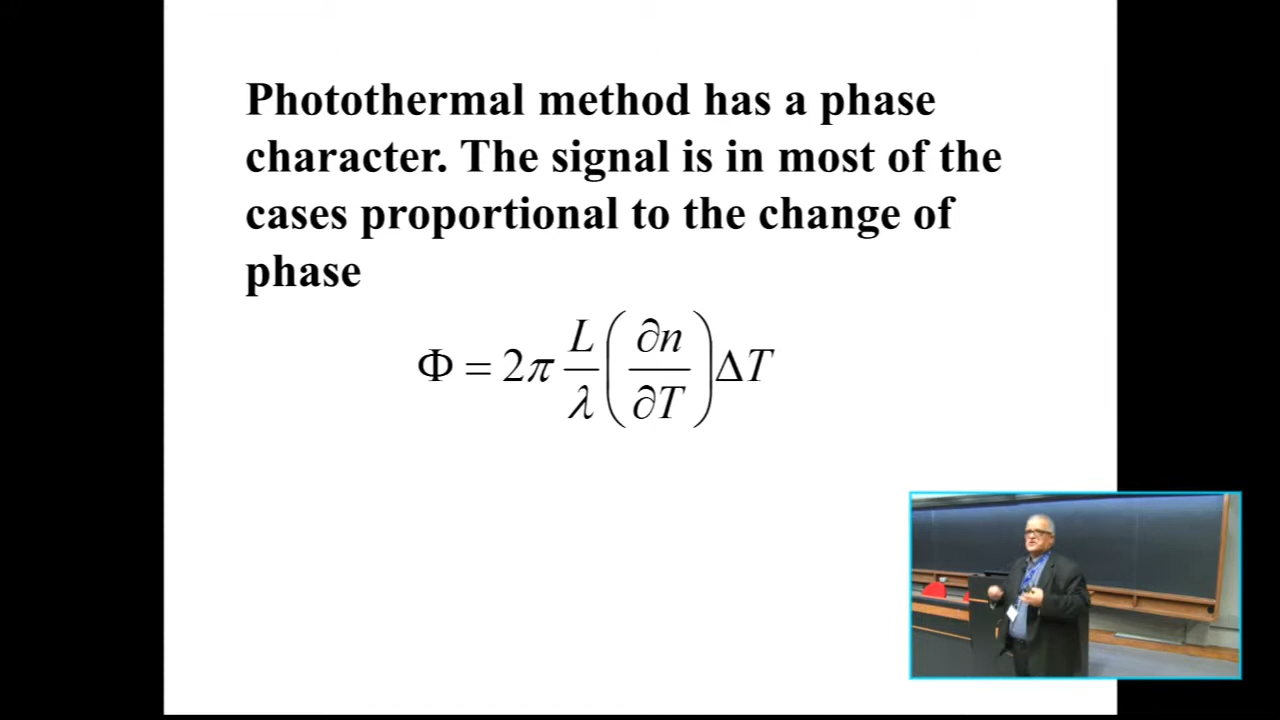 Photothermal method has a phase
character. The signal is in most of the
cases proportional to the change of
phase
Φ = 2π L/λ (∂n/∂T) ΔT